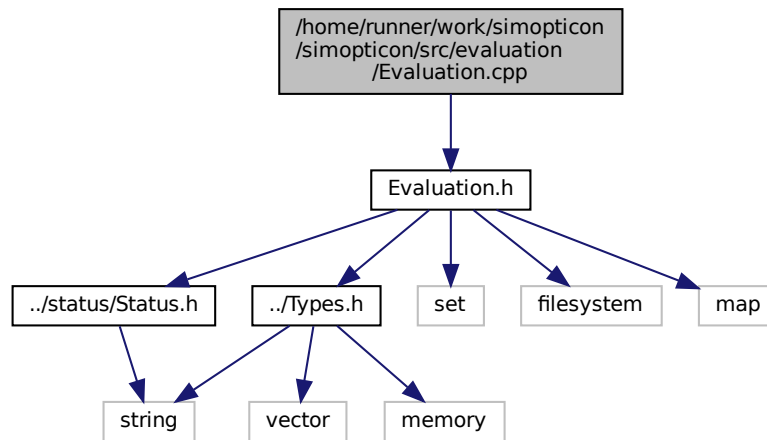 /home/runner/work/simopticon
/simopticon/src/evaluation
/Evaluation.cpp
Evaluation.h
../status/Status.h
../Types.h
set
filesystem
map
string
vector
memory